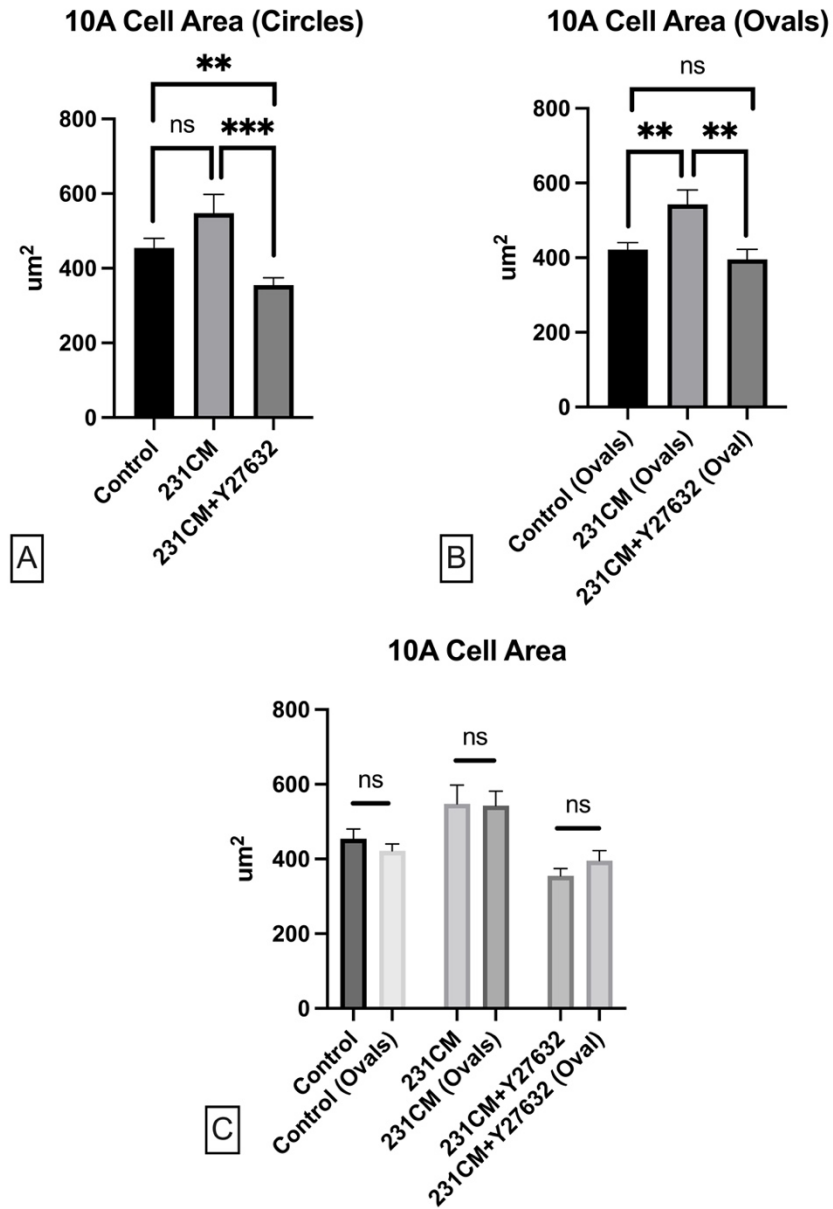 10A Cell Area (Circles)
**
ns
***
800
600
400
200
0
um²
Control
231CM
231CM+Y27632
A
10A Cell Area (Ovals)
ns
**
**
800
600
400
200
0
um²
Control (Ovals)
231CM (Ovals)
231CM+Y27632 (Oval)
B
10A Cell Area
ns
ns
ns
800
600
400
200
0
um²
Control
Control (Ovals)
231CM
231CM (Ovals)
231CM+Y27632
231CM+Y27632 (Oval)
C